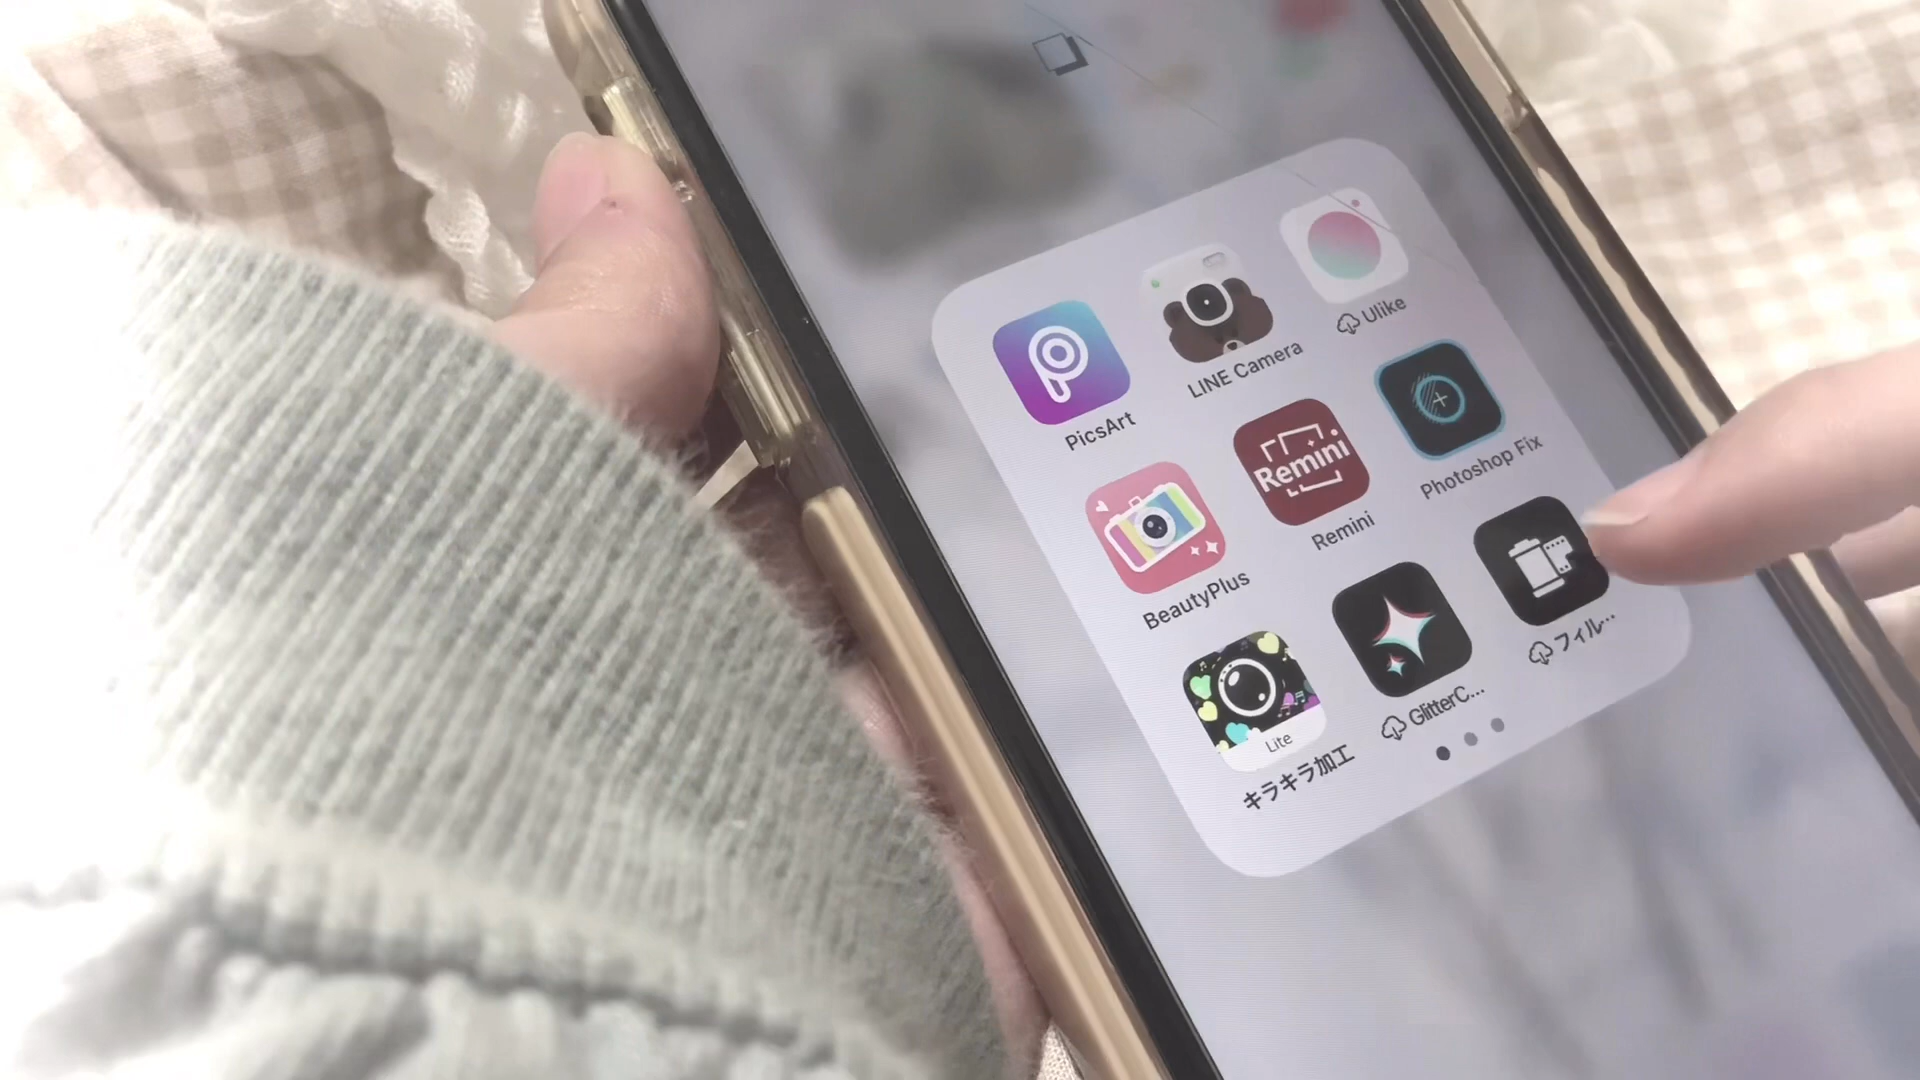 PicsArt
LINE Camera
Ulike
BeautyPlus
Remini
Remini
Photoshop Fix
Lite
キラキラ加工
GlitterC...
フィル...